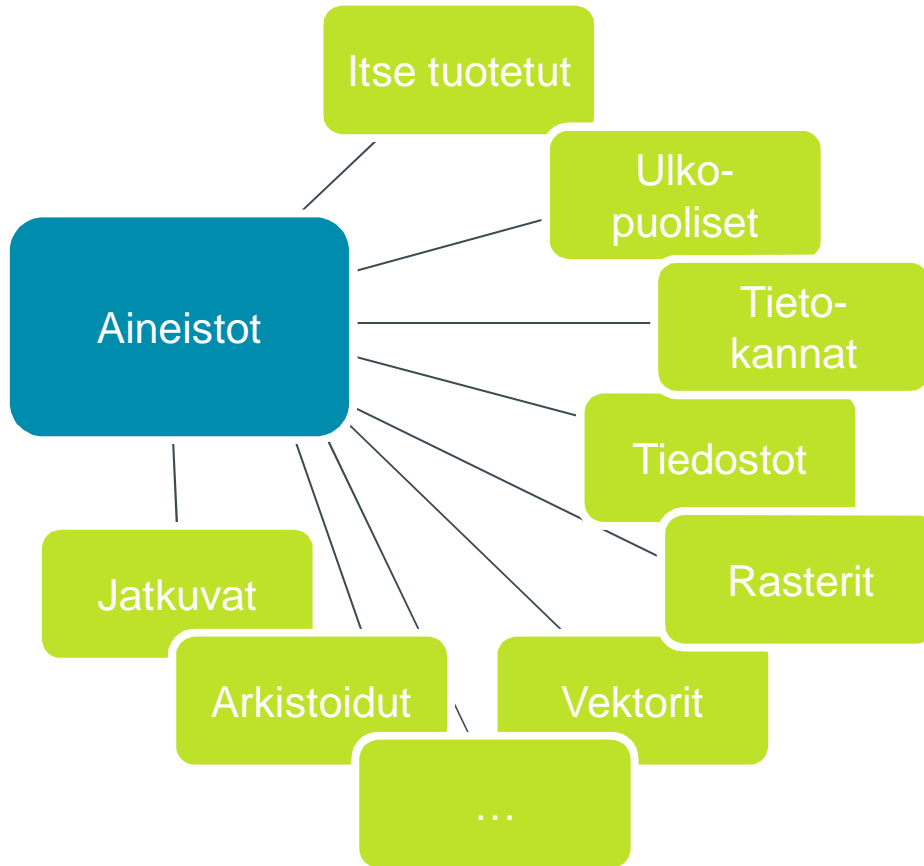 Itse tuotetut
Ulko-
puoliset
Aineistot
Tieto-
kannat
Tiedostot
Rasterit
Jatkuvat
Arkistoidut
Vektorit
…